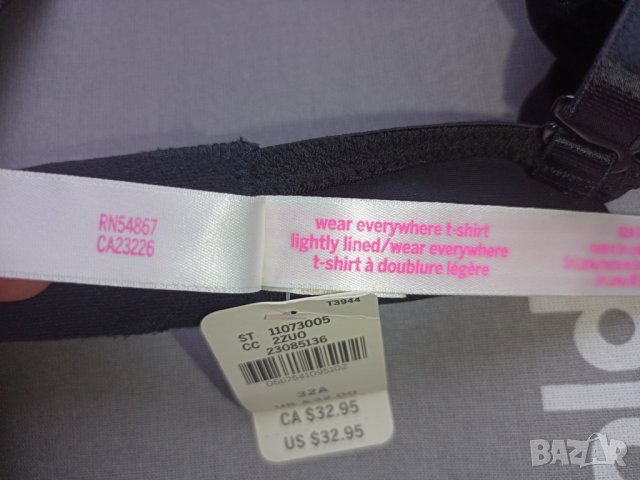 RN54867
CA23226
wear everywhere t-shirt
lightly lined/wear everywhere
t-shirt à doublure légère
T3944
ST 11073005
CC 2ZUO
23085136
32A
CA $32.95
US $32.95
BAZAR